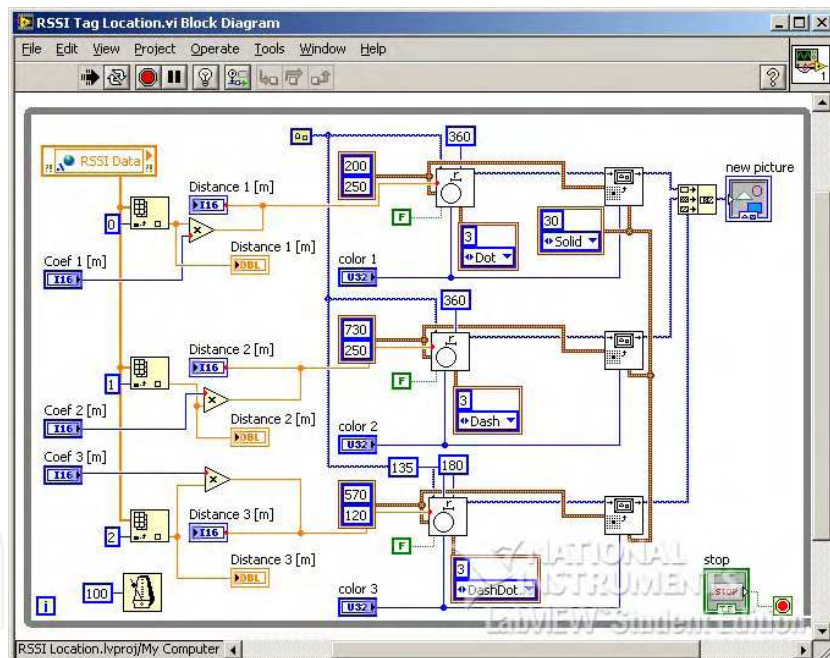 RSSI Tag Location.vi Block Diagram
File Edit View Project Operate Tools Window Help
?
1
RSSI Data
?!
?!
360
200
250
new picture
Distance 1 [m]
I16
0
F
3
Dot
30
Solid
Distance 1 [m]
DBL
Coef 1 [m]
I16
color 1
U32
360
730
250
Distance 2 [m]
I16
1
F
3
Dash
Coef 2 [m]
I16
Distance 2 [m]
DBL
color 2
U32
Coef 3 [m]
I16
135
180
570
120
Distance 3 [m]
I16
2
F
3
DashDot
Distance 3 [m]
DBL
stop
STOP
TF
100
color 3
U32
i
NATIONAL
INSTRUMENTS
LabVIEW Student Edition
RSSI Location.lvproj/My Computer